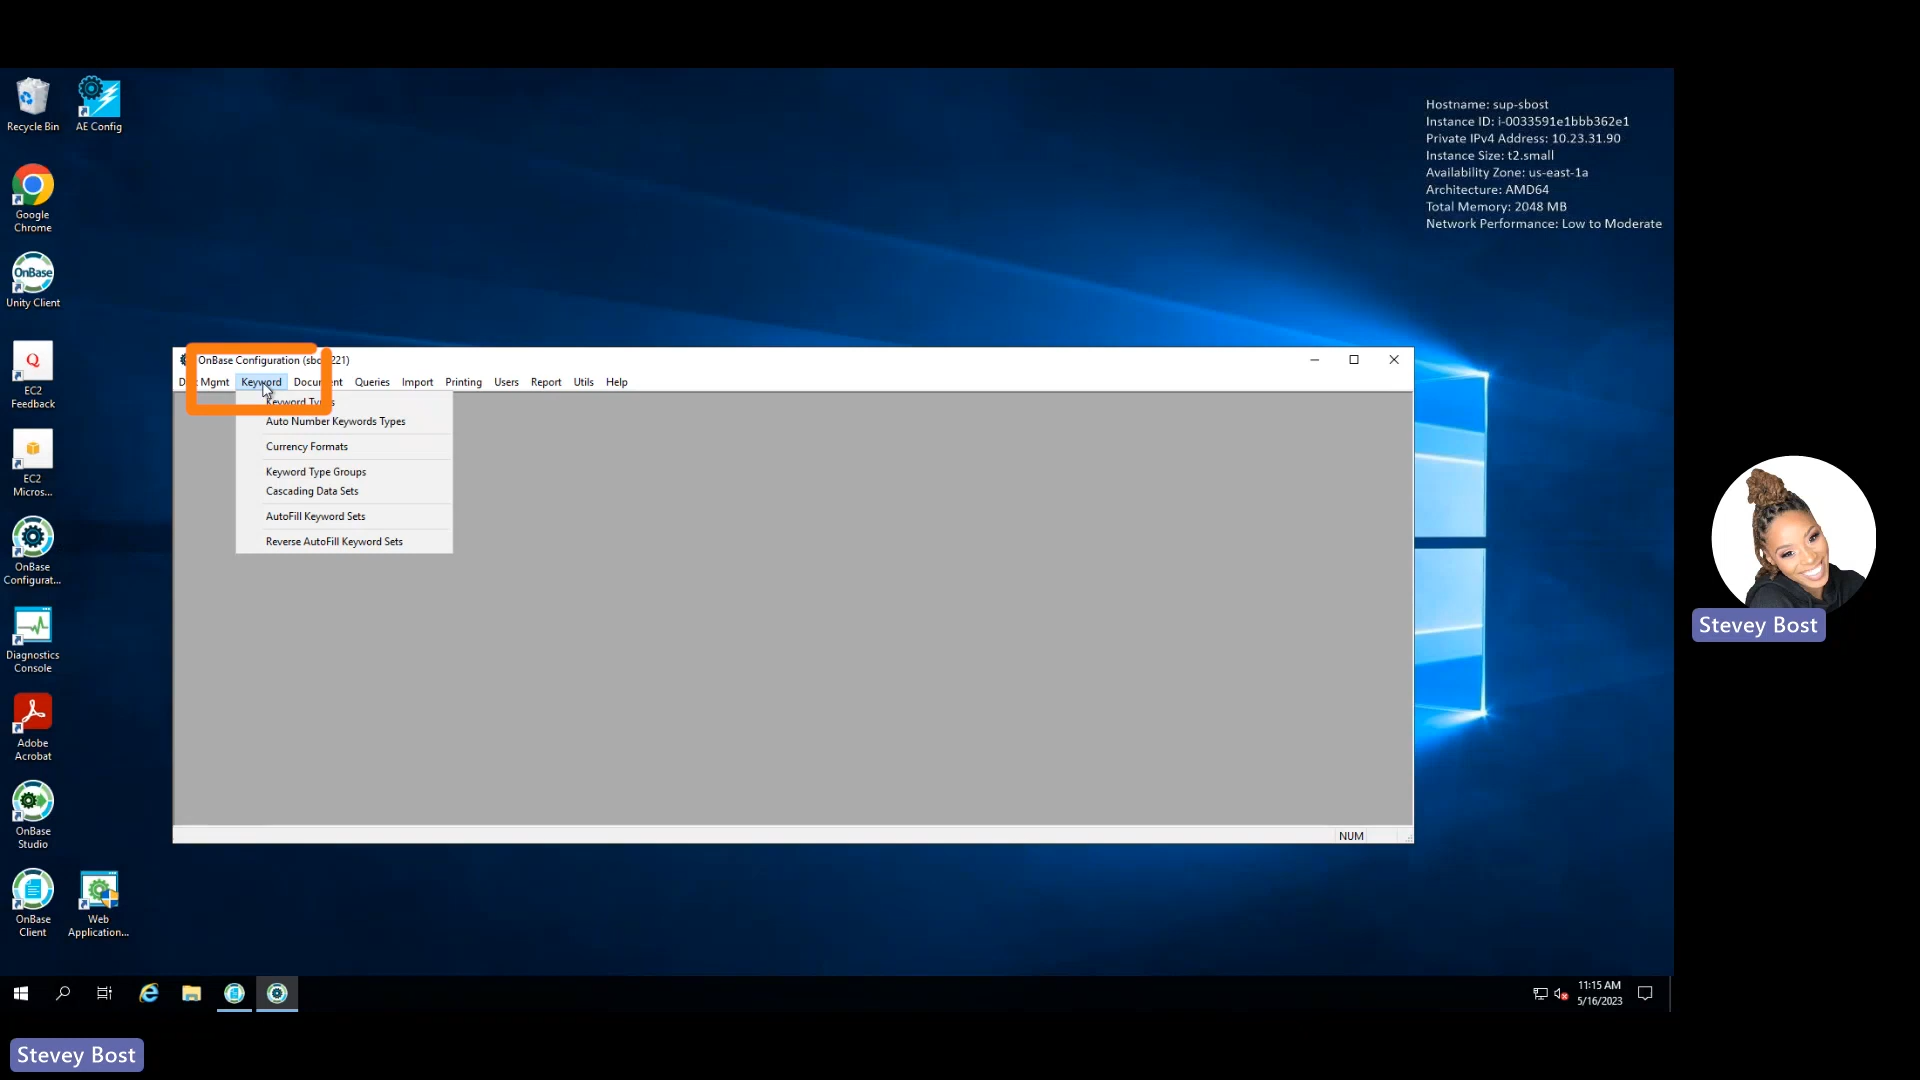 Recycle Bin
AE Config
Hostname: sup-sbost
Instance ID: i-0033591e1bbb362e1
Private IPv4 Address: 10.23.31.90
Instance Size: t2.small
Availability Zone: us-east-1a
Architecture: AMD64
Total Memory: 2048 MB
Network Performance: Low to Moderate
Google
Chrome
OnBase
Unity Client
Q
EC2
Feedback
EC2
Micros...
OnBase
Configurat...
Diagnostics
Console
Adobe
Acrobat
OnBase
Studio
OnBase
Client
Web
Application...
OnBase Configuration
221)
Mgmt Keyword Document Queries Import Printing Users Report Utils Help
Keyword Types
Auto Number Keywords Types
Currency Formats
Keyword Type Groups
Cascading Data Sets
AutoFill Keyword Sets
Reverse AutoFill Keyword Sets
NUM
Stevey Bost
11:15 AM
5/16/2023
Stevey Bost